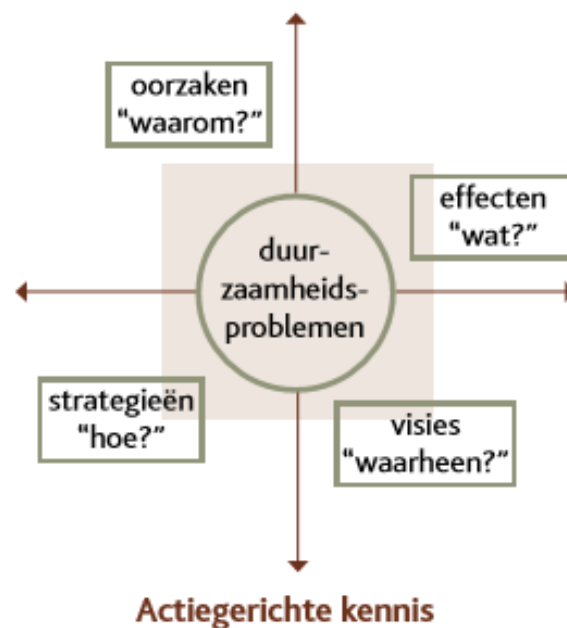 oorzaken
“waarom?”
effecten
“wat?”
duur-
zaamheids-
problemen
strategieën
“hoe?”
visies
“waarheen?”
Actiegerichte kennis